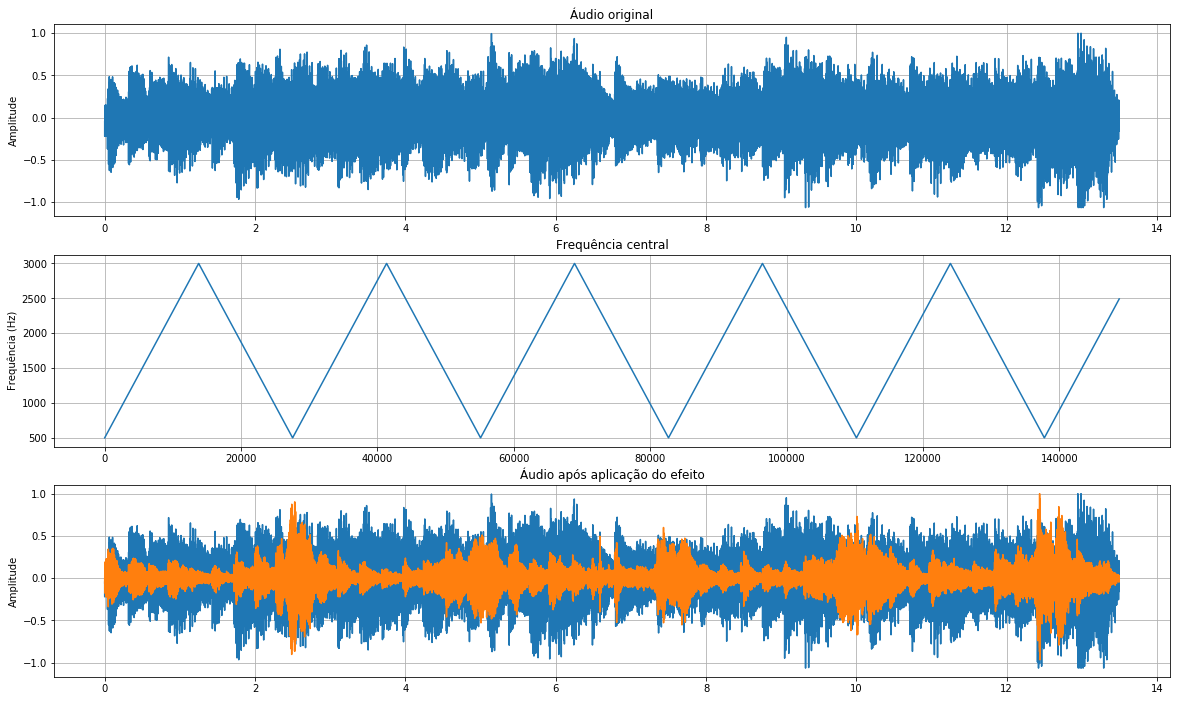 Áudio original
1.0
0.5
0.0
−0.5
−1.0
Amplitude
0 2 4 6 8 10 12 14
Frequência central
3000
2500
2000
1500
1000
500
Frequência (Hz)
0 20000 40000 60000 80000 100000 120000 140000
Áudio após aplicação do efeito
1.0
0.5
0.0
−0.5
−1.0
Amplitude
0 2 4 6 8 10 12 14